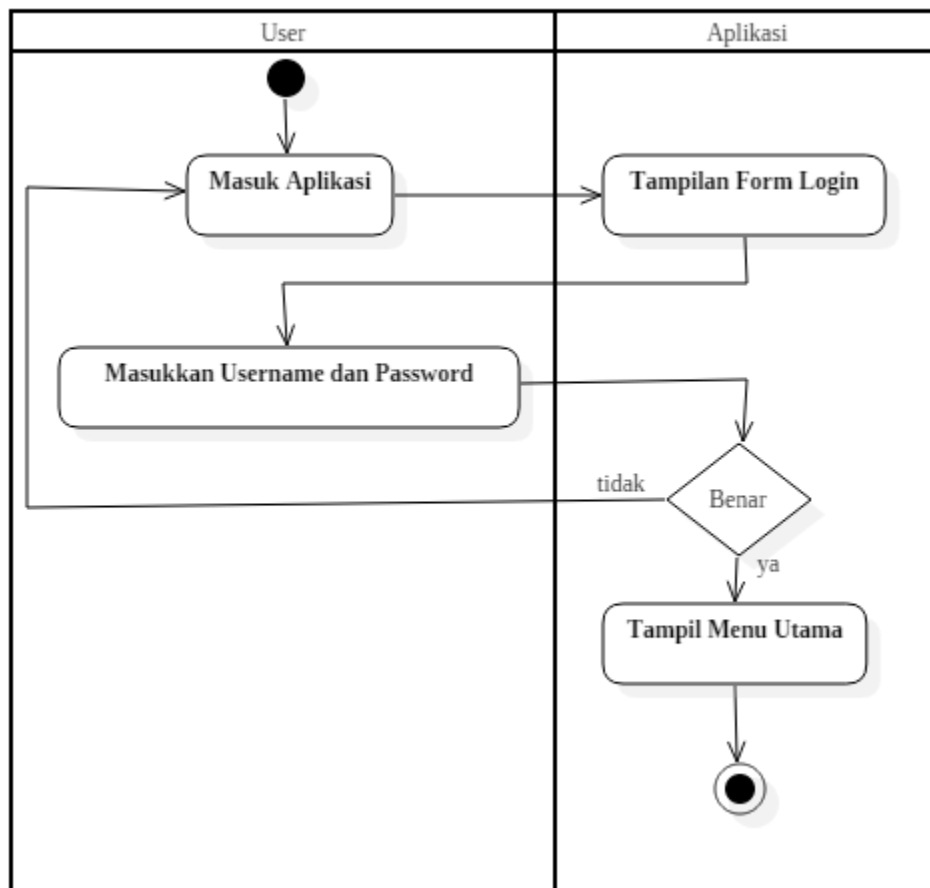 User
Aplikasi
Masuk Aplikasi
Tampilan Form Login
Masukkan Username dan Password
tidak
Benar
ya
Tampil Menu Utama